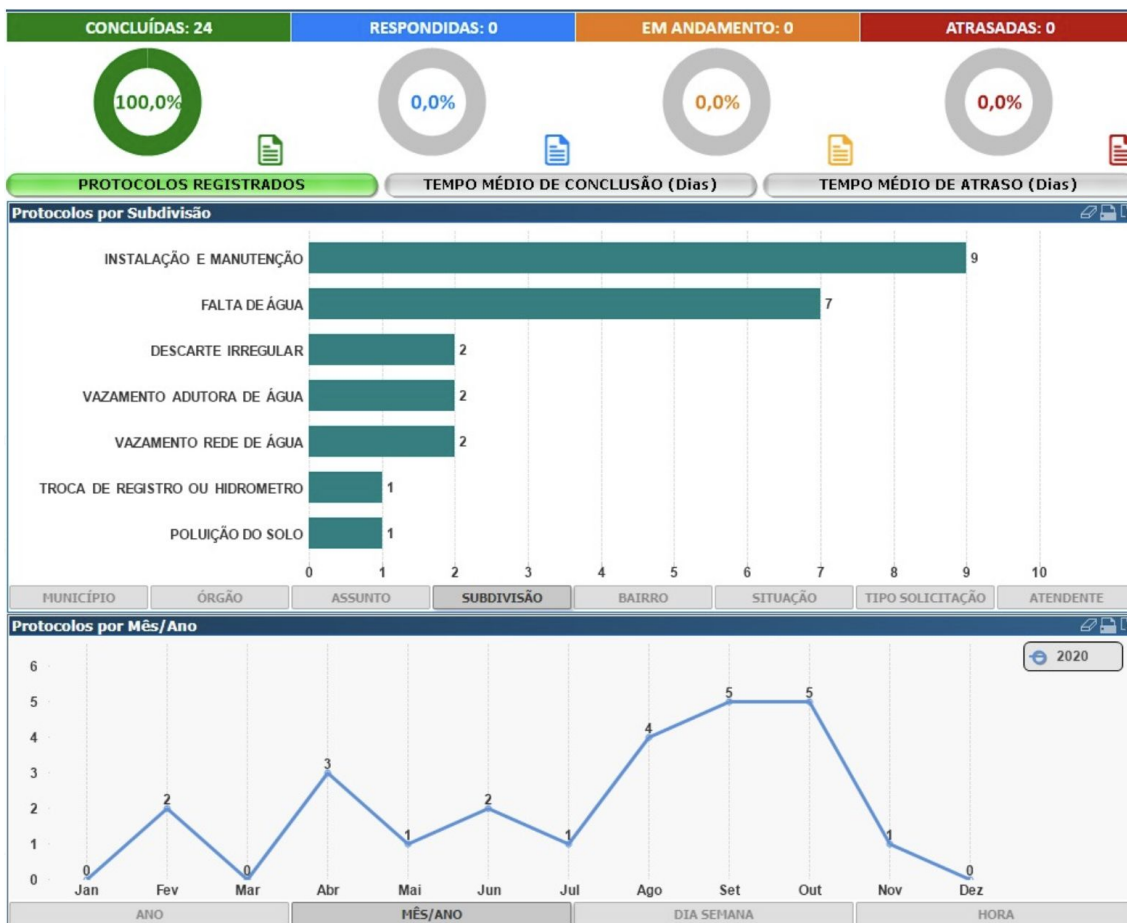 CONCLUÍDAS: 24 RESPONDIDAS: 0 EM ANDAMENTO: 0 ATRASADAS: 0
100,0% 0,0% 0,0% 0,0%
PROTOCOLOS REGISTRADOS TEMPO MÉDIO DE CONCLUSÃO (Dias) TEMPO MÉDIO DE ATRASO (Dias)
Protocolos por Subdivisão
INSTALAÇÃO E MANUTENÇÃO 9
FALTA DE ÁGUA 7
DESCARTE IRREGULAR 2
VAZAMENTO ADUTORA DE ÁGUA 2
VAZAMENTO REDE DE ÁGUA 2
TROCA DE REGISTRO OU HIDROMETRO 1
POLUIÇÃO DO SOLO 1
0 1 2 3 4 5 6 7 8 9 10
MUNICÍPIO ÓRGÃO ASSUNTO SUBDIVISÃO BAIRRO SITUAÇÃO TIPO SOLICITAÇÃO ATENDENTE
Protocolos por Mês/Ano
2020
6
5 5 5
4 4
3 3
2 2 2
1 1 1 1
0 0 0 0
Jan Fev Mar Abr Mai Jun Jul Ago Set Out Nov Dez
ANO MÊS/ANO DIA SEMANA HORA